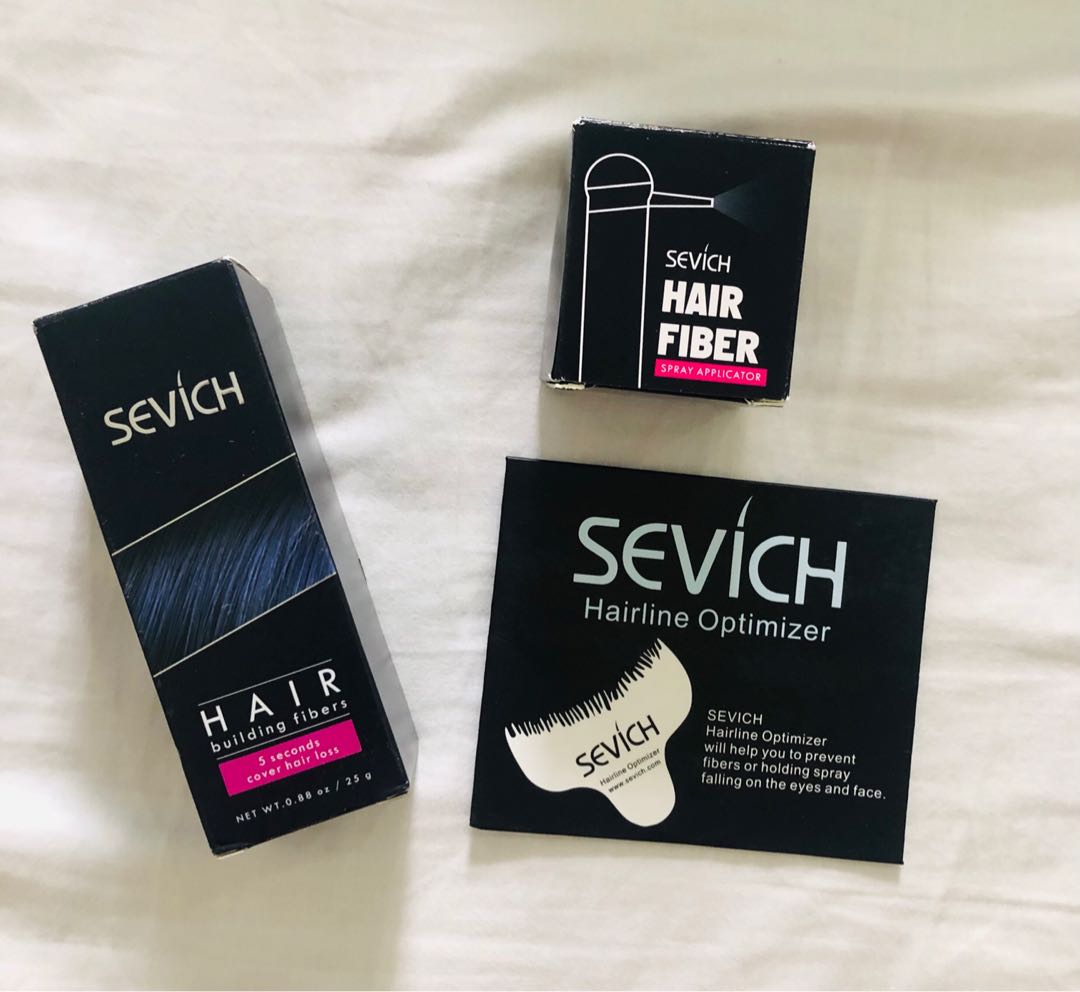 SEVICH
HAIR
building fibers
5 seconds
cover hair loss
NET WT.0.88 oz / 25 g
SEVICH
HAIR
FIBER
SPRAY APPLICATOR
SEVICH
Hairline Optimizer
SEVICH
Hairline Optimizer
www.sevich.com
SEVICH
Hairline Optimizer
will help you to prevent
fibers or holding spray
falling on the eyes and face.